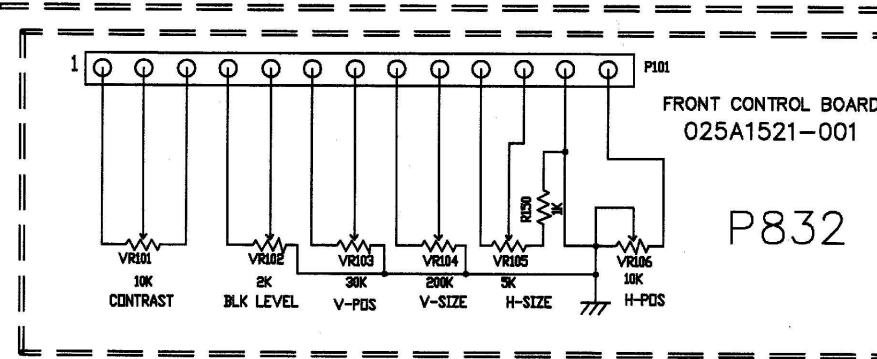 1
P101
FRONT CONTROL BOARD
025A1521-001
P832
R150
1K
VR101
VR102
VR103
VR104
VR105
VR106
10K
2K
30K
200K
5K
10K
CONTRAST
BLK LEVEL
V-POS
V-SIZE
H-SIZE
H-POS